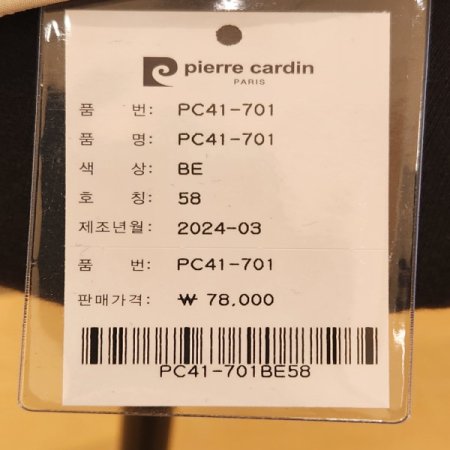 pierre cardin
PARIS
품 번: PC41-701
품 명: PC41-701
색 상: BE
호 칭: 58
제조년월: 2024-03
품 번: PC41-701
판매가격: ₩ 78,000
PC41-701BE58